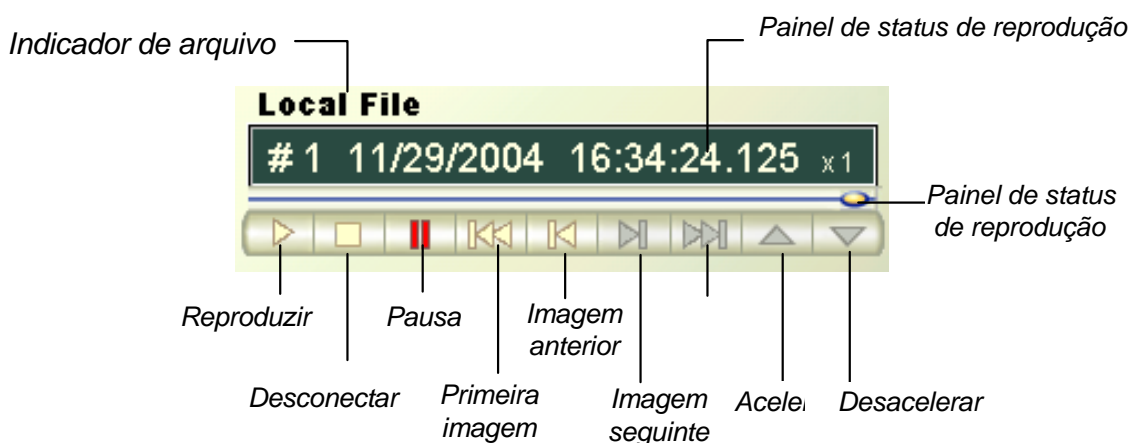 Painel de status de reprodução
Indicador de arquivo
Local File
# 1 11/29/2004 16:34:24.125 x1
Painel de status
de reprodução
Reproduzir
Pausa
Imagem
anterior
Desconectar
Primeira
imagem
Imagem
seguinte
Desacelerar